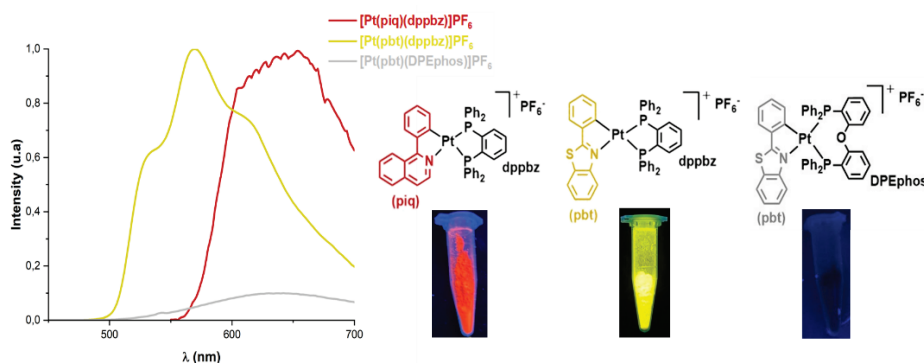 [Pt(piq)(dppbz)]PF₆
[Pt(pbt)(dppbz)]PF₆
[Pt(pbt)(DPEphos)]PF₆
1,0
0,8
0,6
0,4
0,2
0,0
Intensity (u.a)
500
600
700
λ (nm)
+ PF₆⁻
Ph₂
P
Pt
N
P
Ph₂
dppbz
(piq)
+ PF₆⁻
Ph₂
P
Pt
S
N
P
Ph₂
dppbz
(pbt)
+ PF₆⁻
Ph₂P
Pt
O
S
N
P
Ph₂
DPEphos
(pbt)